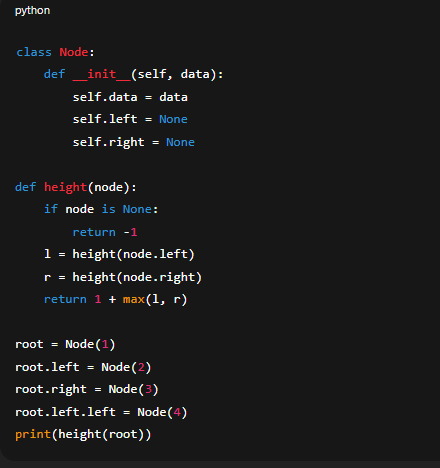 python
class Node:
    def __init__(self, data):
        self.data = data
        self.left = None
        self.right = None
def height(node):
    if node is None:
        return -1
    l = height(node.left)
    r = height(node.right)
    return 1 + max(l, r)
root = Node(1)
root.left = Node(2)
root.right = Node(3)
root.left.left = Node(4)
print(height(root))